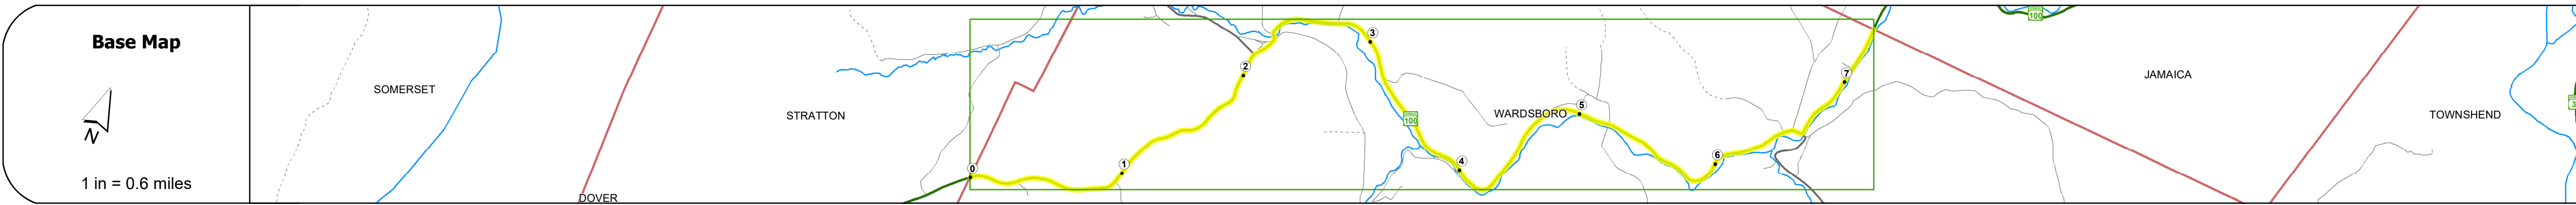 Base Map
N
1 in = 0.6 miles
SOMERSET
DOVER
STRATTON
0
1
2
3
100
4
WARDSBORO
5
6
7
100
JAMAICA
TOWNSHEND
3